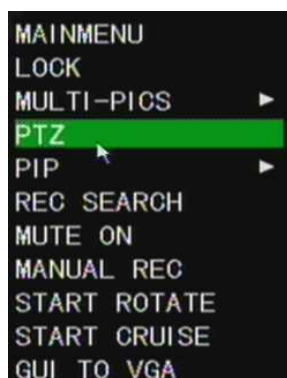 MAINMENU
LOCK
MULTI-PICS
PTZ
PIP
REC SEARCH
MUTE ON
MANUAL REC
START ROTATE
START CRUISE
GUI TO VGA